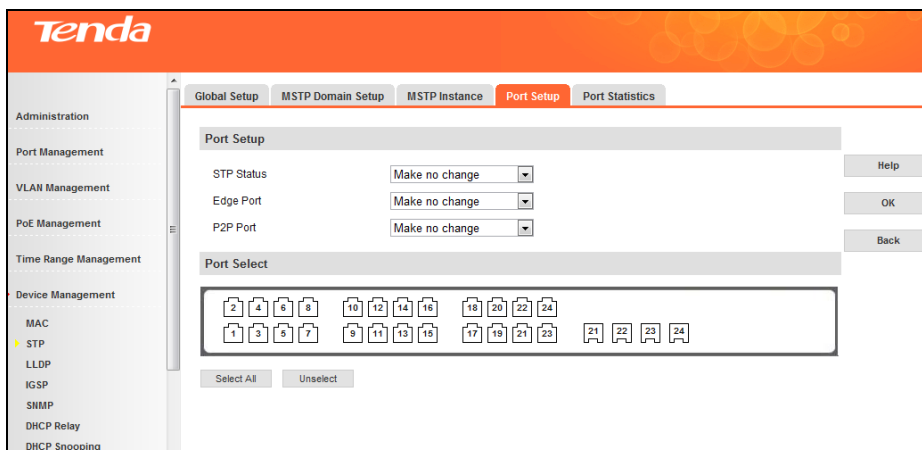 Tenda
Global Setup MSTP Domain Setup MSTP Instance Port Setup Port Statistics
Administration
Port Management
VLAN Management
PoE Management
Time Range Management
Device Management
MAC
STP
LLDP
IGSP
SNMP
DHCP Relay
DHCP Snooping
Port Setup
STP Status Make no change
Edge Port Make no change
P2P Port Make no change
Port Select
2 4 6 8 10 12 14 16 18 20 22 24
1 3 5 7 9 11 13 15 17 19 21 23 21 22 23 24
Select All Unselect
Help
OK
Back